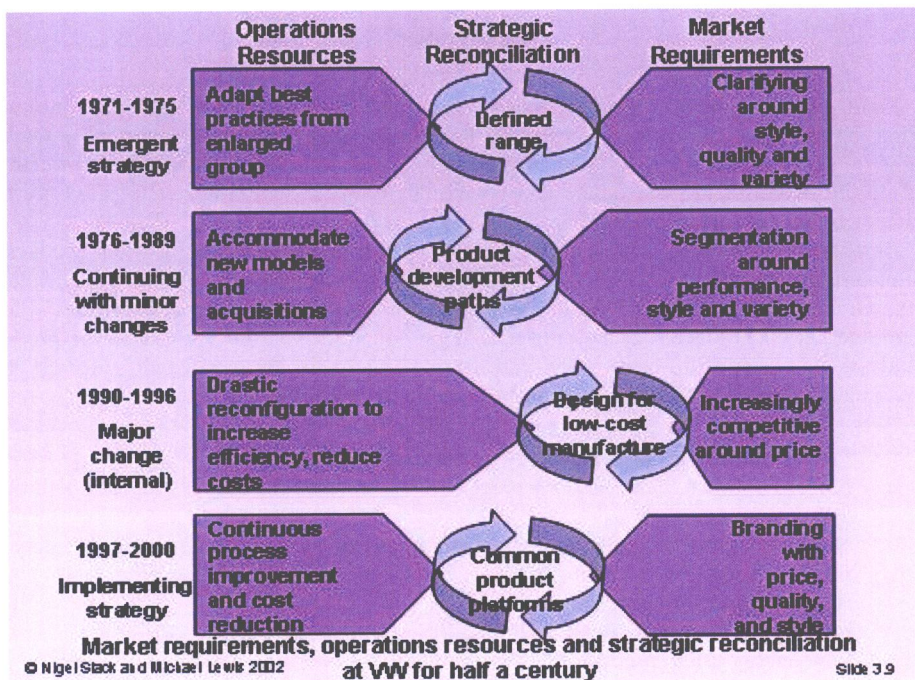 Operations
Resources
Strategic
Reconciliation
Market
Requirements
1971-1975
Emergent
strategy
Adapt best
practices from
enlarged
group
Defined
range
Clarifying
around
style,
quality and
variety
1976-1989
Continuing
with minor
changes
Accommodate
new models
and
acquisitions
Product
development
paths
Segmentation
around
performance,
style and variety
1990-1996
Major
change
(internal)
Drastic
reconfiguration to
increase
efficiency, reduce
costs
Design for
low-cost
manufacture
Increasingly
competitive
around price
1997-2000
Implementing
strategy
Continuous
process
improvement
and cost
reduction
Common
product
platforms
Branding
with
price,
quality,
and style
Market requirements, operations resources and strategic reconciliation
at VW for half a century
© Nigel Slack and Michael Lewis 2002
Slide 3.9